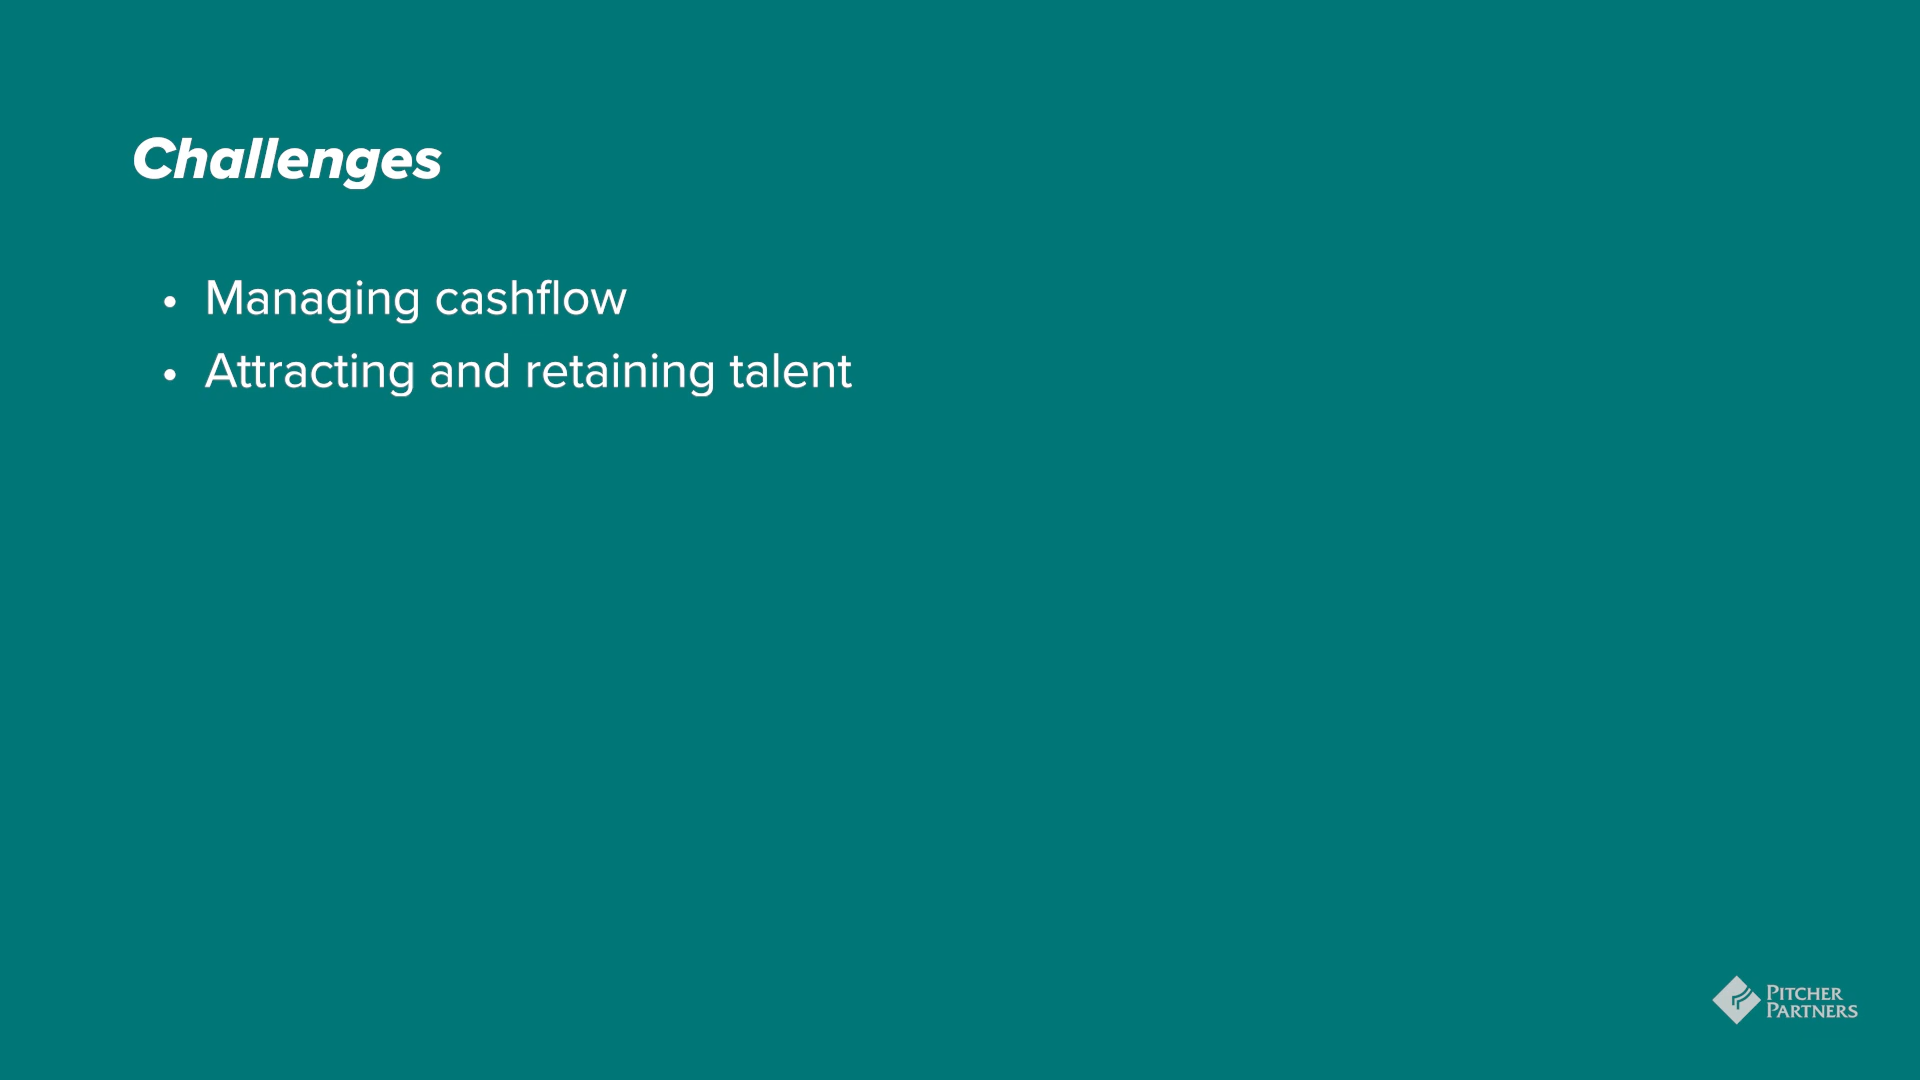 Challenges
• Managing cashflow
• Attracting and retaining talent
PITCHER
PARTNERS